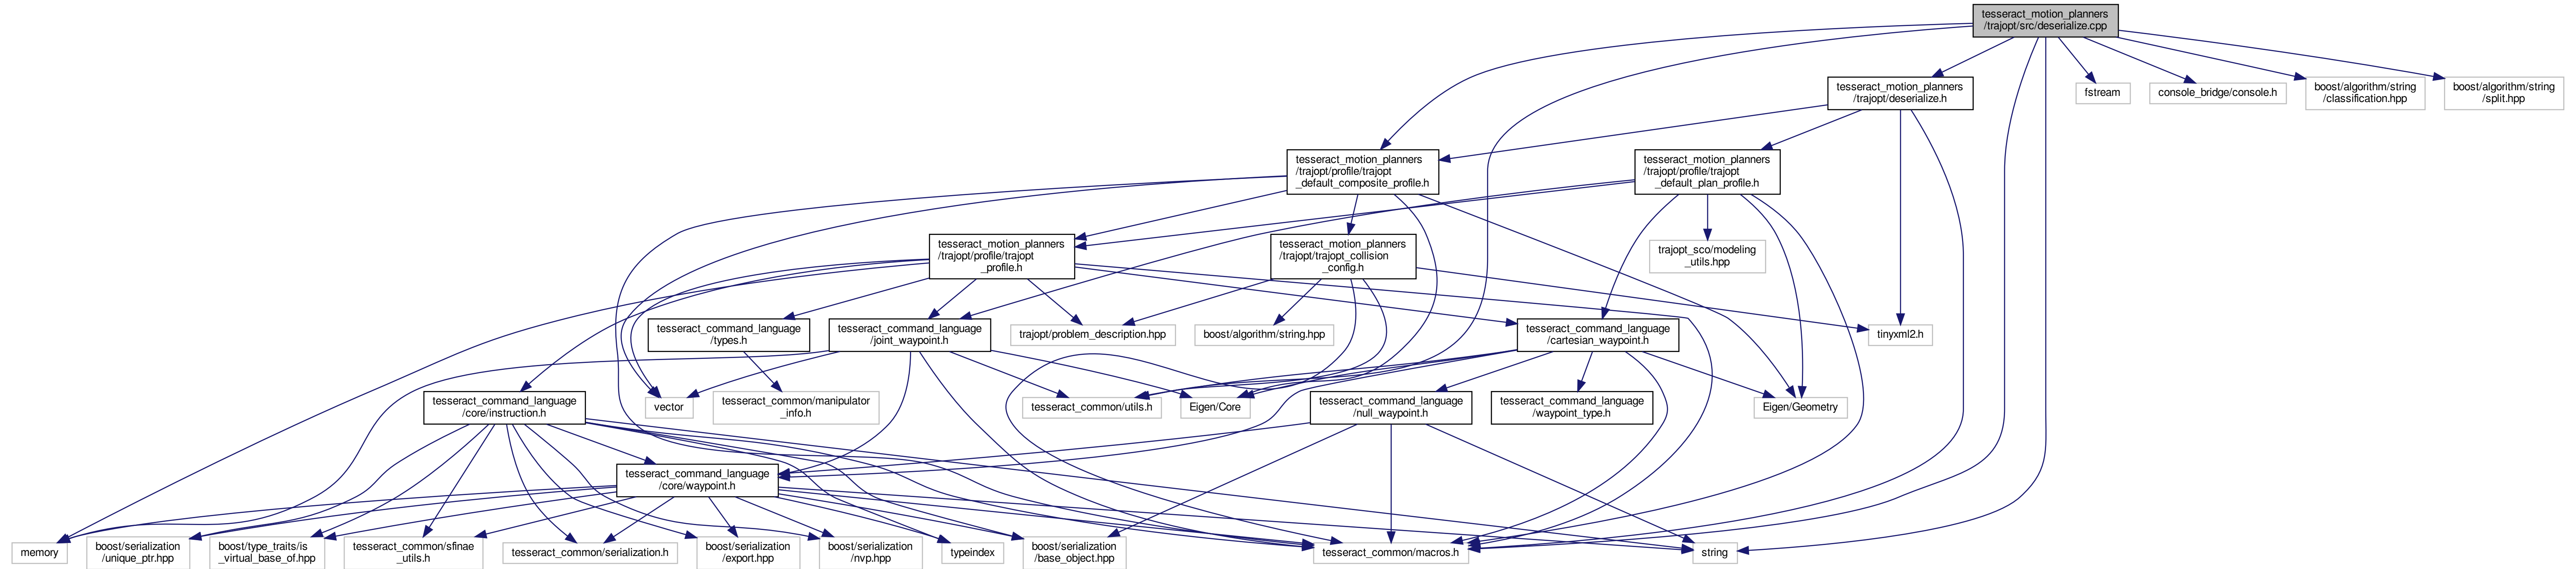 tesseract_motion_planners
/trajopt/src/deserialize.cpp
tesseract_motion_planners
/trajopt/deserialize.h
fstream
console_bridge/console.h
boost/algorithm/string
/classification.hpp
boost/algorithm/string
/split.hpp
tesseract_motion_planners
/trajopt/profile/trajopt
_default_composite_profile.h
tesseract_motion_planners
/trajopt/profile/trajopt
_default_plan_profile.h
tesseract_motion_planners
/trajopt/profile/trajopt
_profile.h
tesseract_motion_planners
/trajopt/trajopt_collision
_config.h
trajopt_sco/modeling
_utils.hpp
tesseract_command_language
/types.h
tesseract_command_language
/joint_waypoint.h
trajopt/problem_description.hpp
boost/algorithm/string.hpp
tesseract_command_language
/cartesian_waypoint.h
tinyxml2.h
tesseract_command_language
/core/instruction.h
vector
tesseract_common/manipulator
_info.h
tesseract_common/utils.h
Eigen/Core
tesseract_command_language
/null_waypoint.h
tesseract_command_language
/waypoint_type.h
Eigen/Geometry
tesseract_command_language
/core/waypoint.h
memory
boost/serialization
/unique_ptr.hpp
boost/type_traits/is
_virtual_base_of.hpp
tesseract_common/sfinae
_utils.h
tesseract_common/serialization.h
boost/serialization
/export.hpp
boost/serialization
/nvp.hpp
typeindex
boost/serialization
/base_object.hpp
tesseract_common/macros.h
string